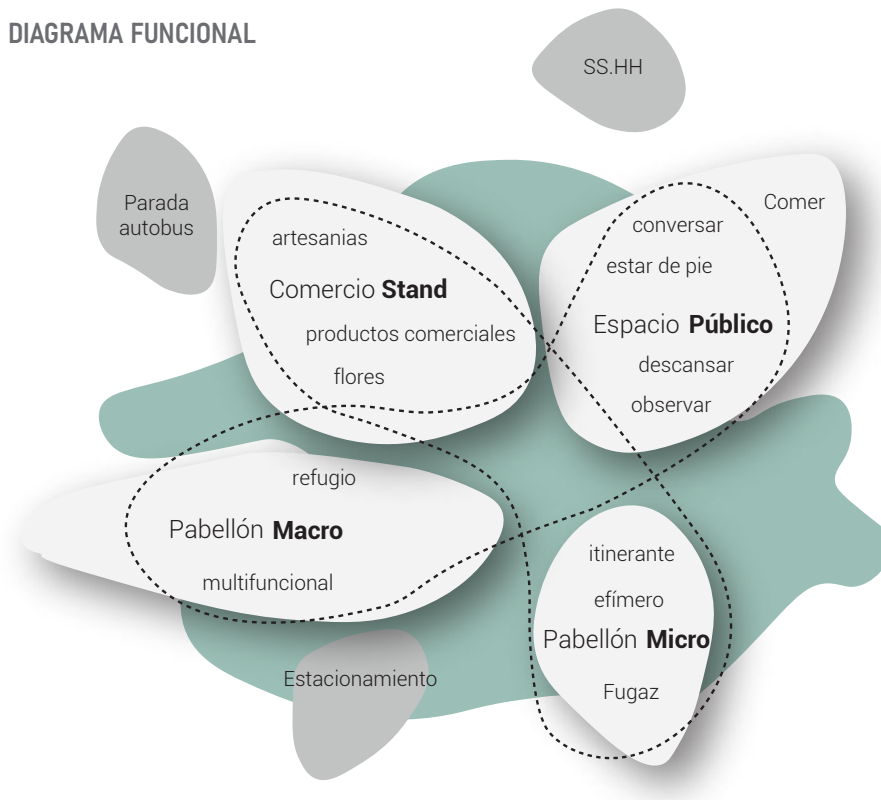 DIAGRAMA FUNCIONAL
SS.HH
Parada
autobus
artesanias
Comercio Stand
productos comerciales
flores
Comer
conversar
estar de pie
Espacio Público
descansar
observar
refugio
Pabellón Macro
multifuncional
itinerante
efímero
Pabellón Micro
Fugaz
Estacionamiento